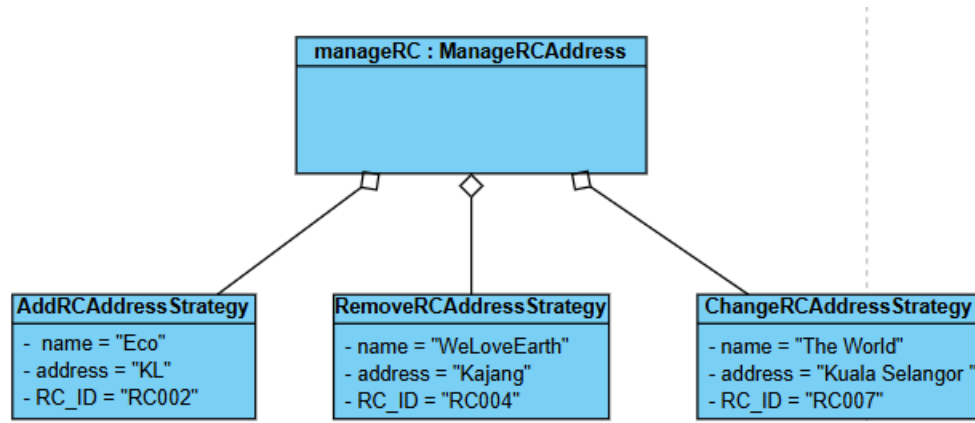 manageRC : ManageRCAddress
AddRCAddressStrategy
- name = "Eco"
- address = "KL"
- RC_ID = "RC002"
RemoveRCAddressStrategy
- name = "WeLoveEarth"
- address = "Kajang"
- RC_ID = "RC004"
ChangeRCAddressStrategy
- name = "The World"
- address = "Kuala Selangor "
- RC_ID = "RC007"